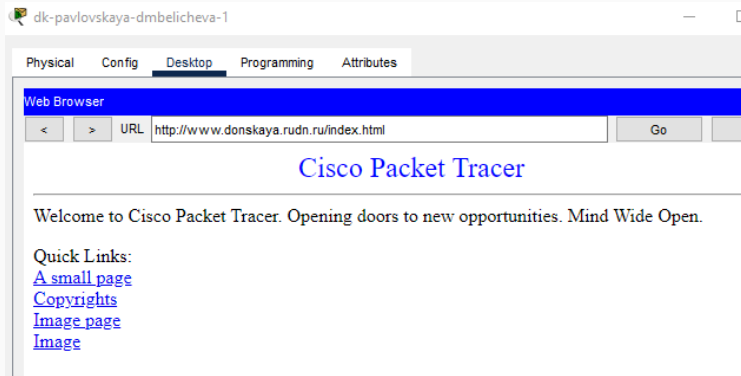 dk-pavlovskaya-dmbelicheva-1
Physical Config Desktop Programming Attributes
Web Browser
< > URL http://www.donskaya.rudn.ru/index.html Go
Cisco Packet Tracer
Welcome to Cisco Packet Tracer. Opening doors to new opportunities. Mind Wide Open.
Quick Links:
A small page
Copyrights
Image page
Image